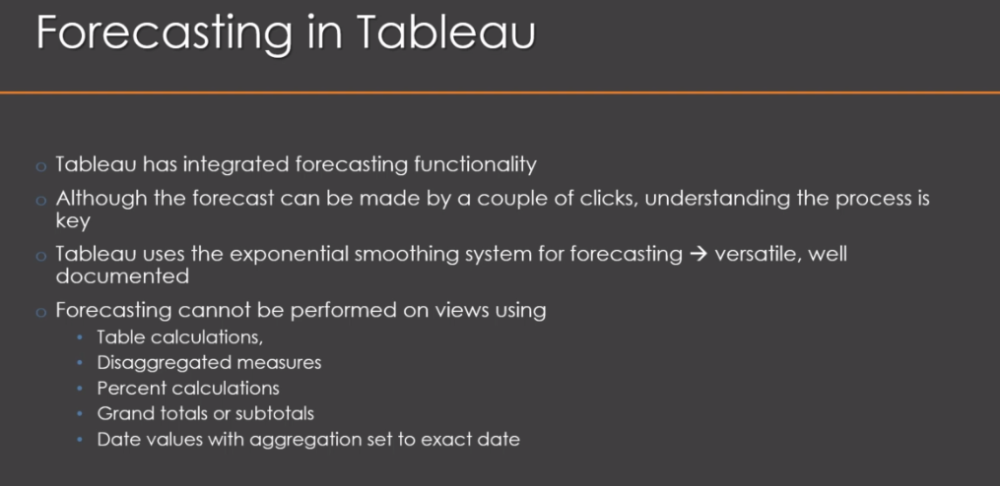 Forecasting in Tableau
Tableau has integrated forecasting functionality
Although the forecast can be made by a couple of clicks, understanding the process is
key
Tableau uses the exponential smoothing system for forecasting → versatile, well
documented
Forecasting cannot be performed on views using
Table calculations,
Disaggregated measures
Percent calculations
Grand totals or subtotals
Date values with aggregation set to exact date